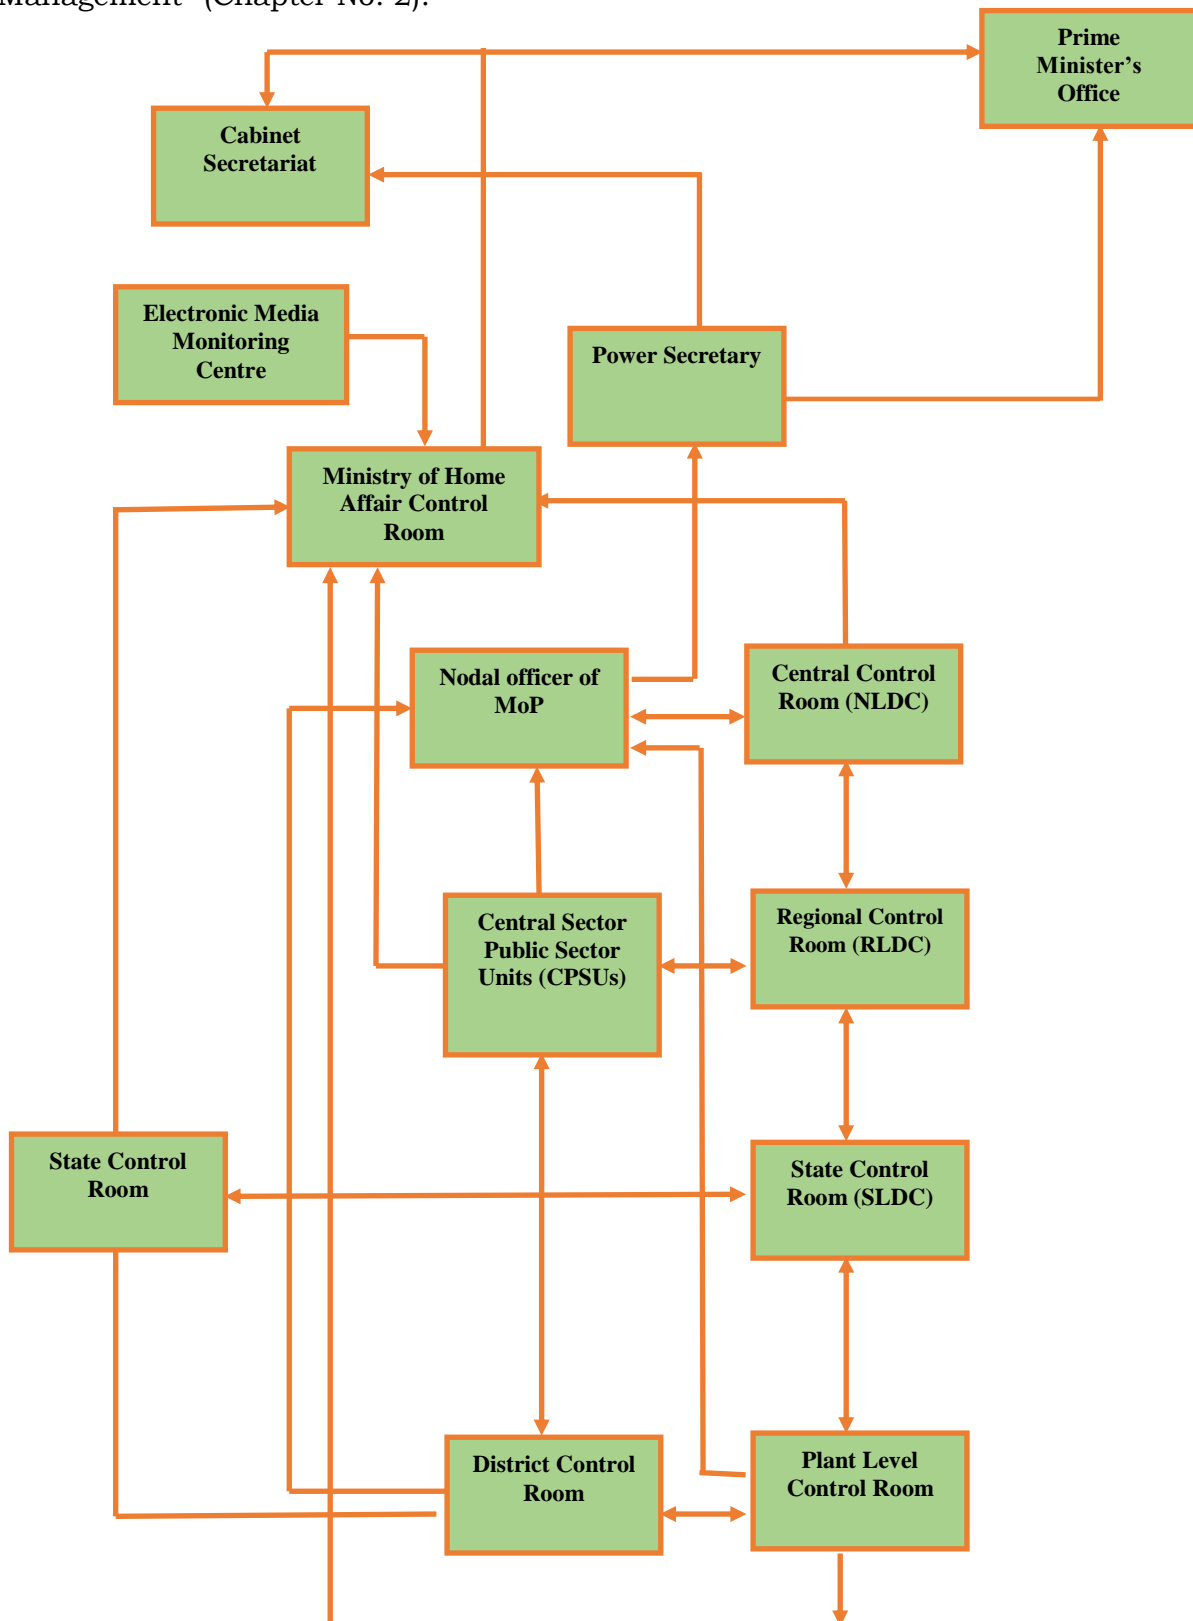 Management" (Chapter No. 2).
Prime
Minister's
Office
Cabinet
Secretariat
Electronic Media
Monitoring
Centre
Power Secretary
Ministry of Home
Affair Control
Room
Nodal officer of
MoP
Central Control
Room (NLDC)
Central Sector
Public Sector
Units (CPSUs)
Regional Control
Room (RLDC)
State Control
Room
State Control
Room (SLDC)
District Control
Room
Plant Level
Control Room